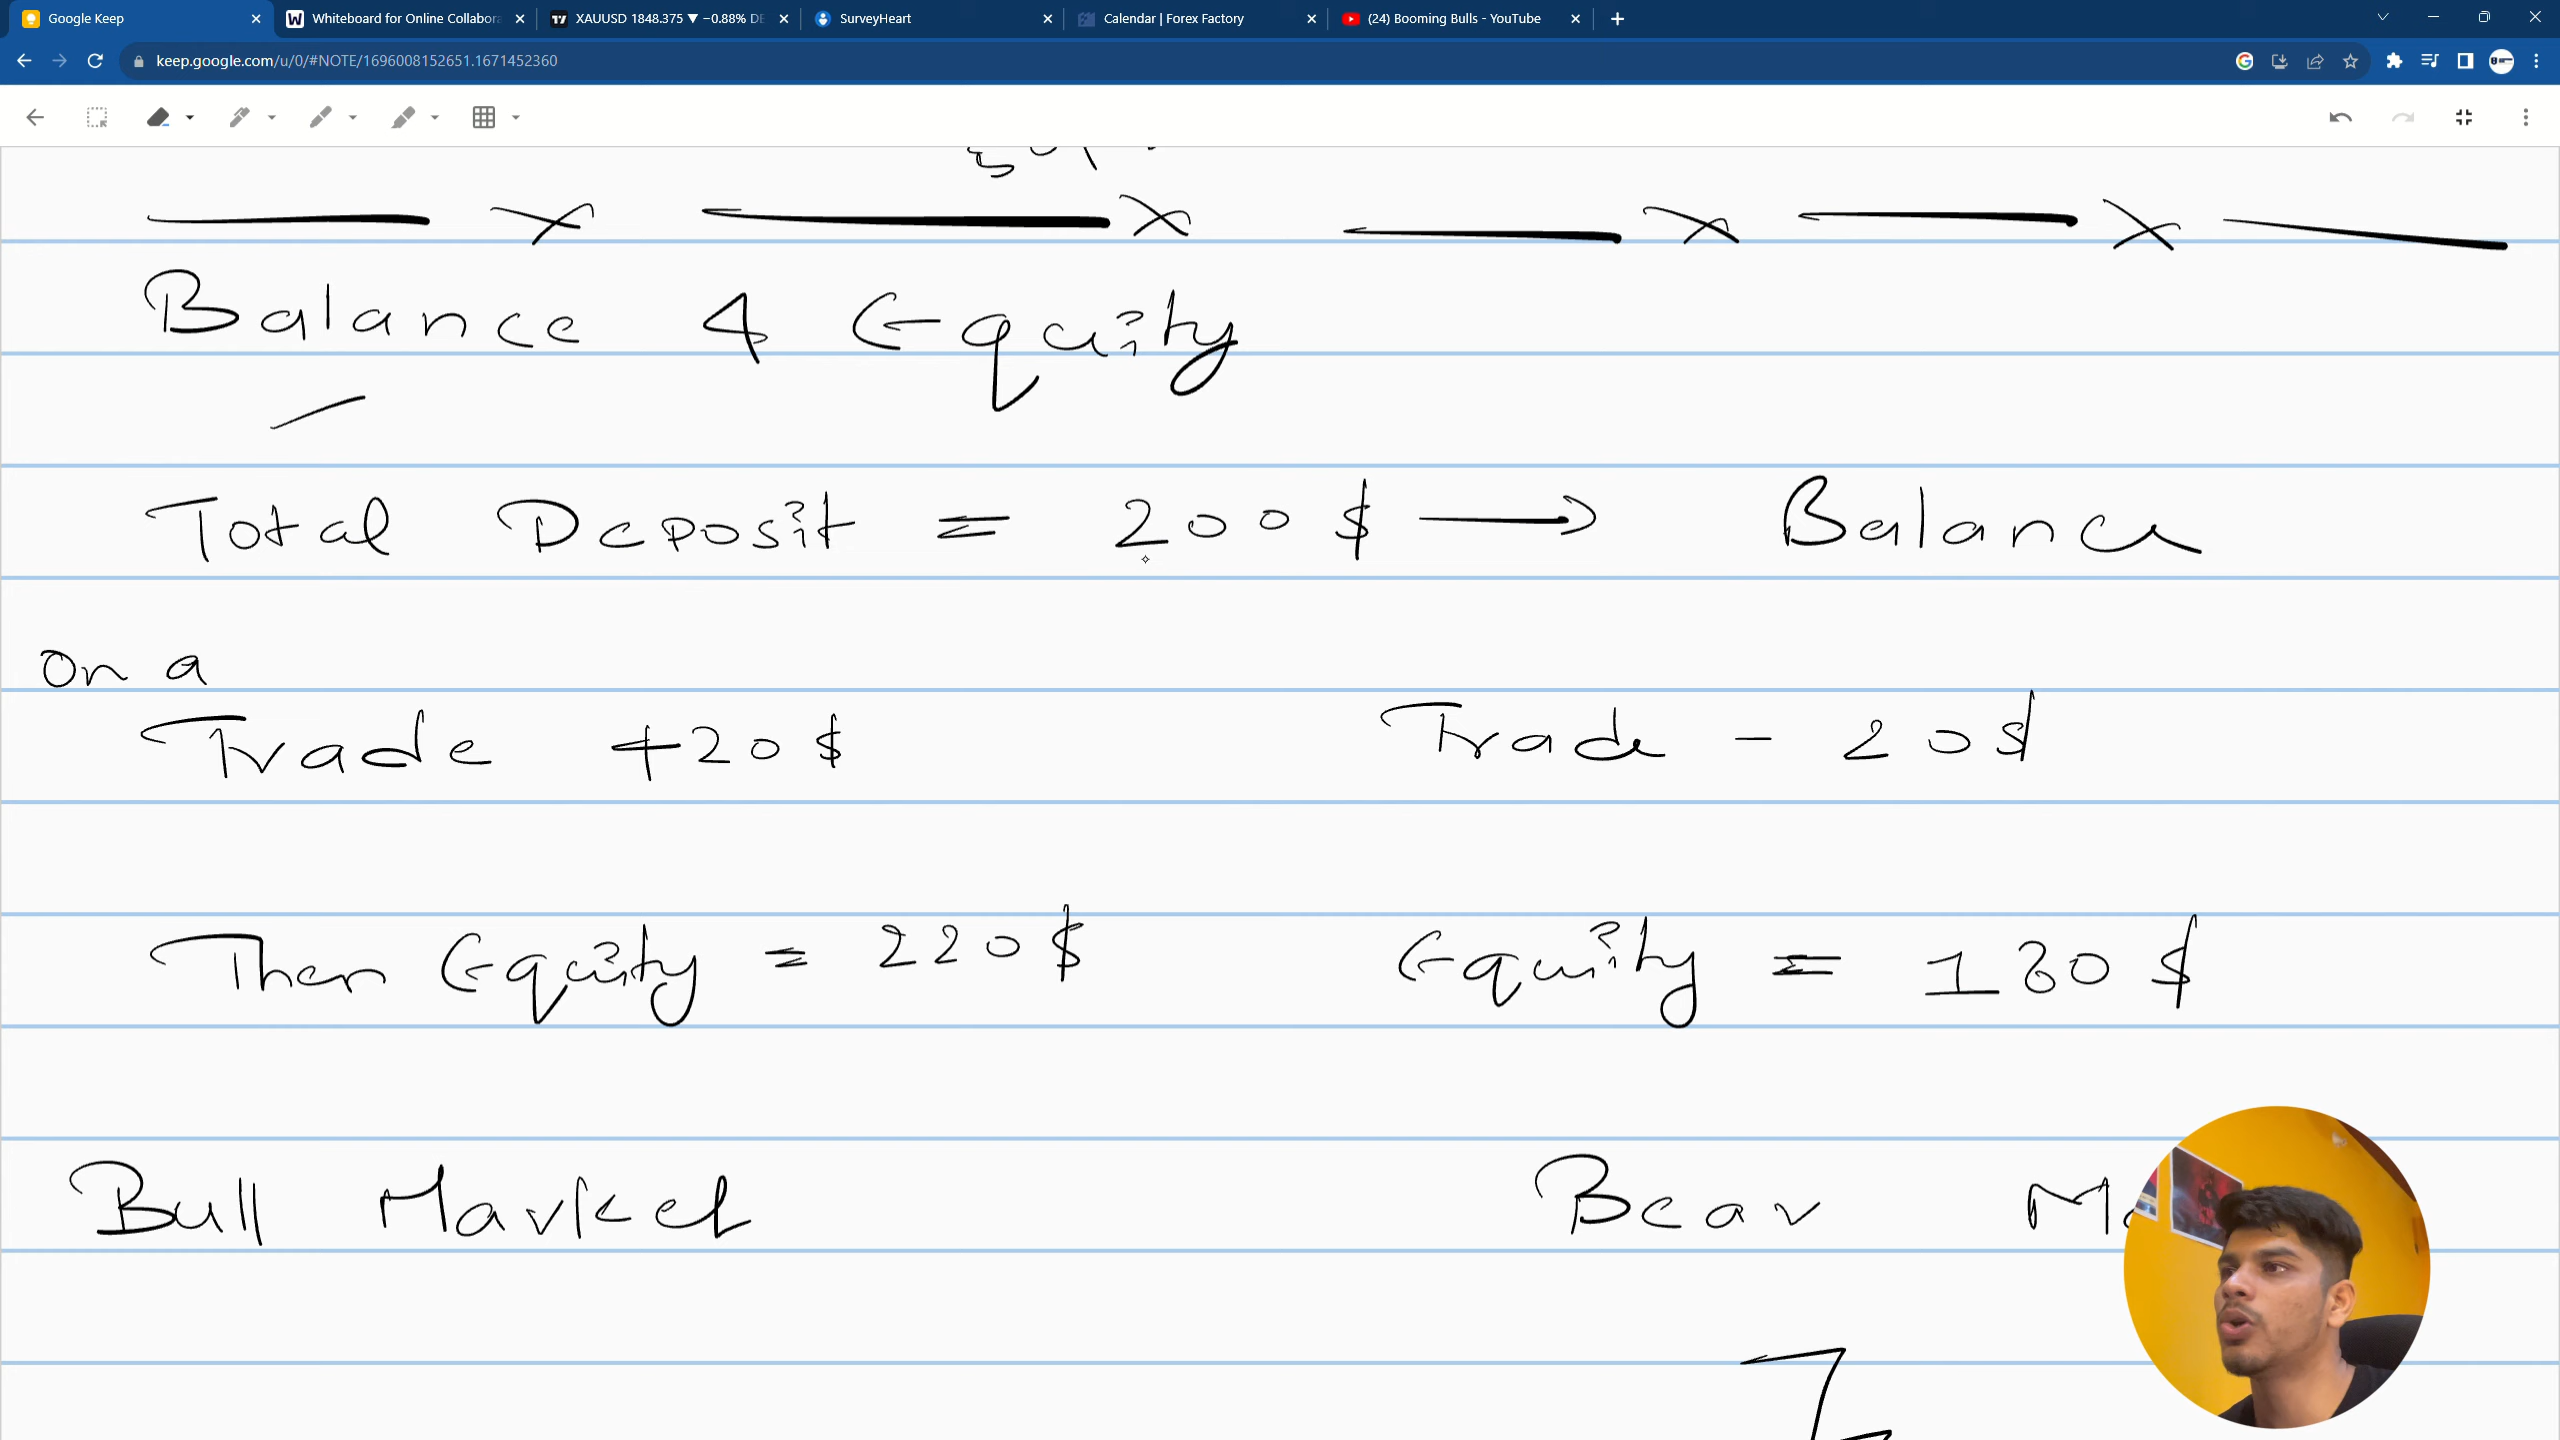 Google Keep
Whiteboard for Online Collabora
XAUUSD 1848.375 ▼ −0.88% DE
SurveyHeart
Calendar | Forex Factory
(24) Booming Bulls - YouTube
keep.google.com/u/0/#NOTE/1696008152651.1671452360
Balance & Equity
Total Deposit = 200 $ → Balance
on a
Trade +20 $
Trade - 20 $
Then Equity = 220 $
Equity = 180 $
Bull Market
Bear